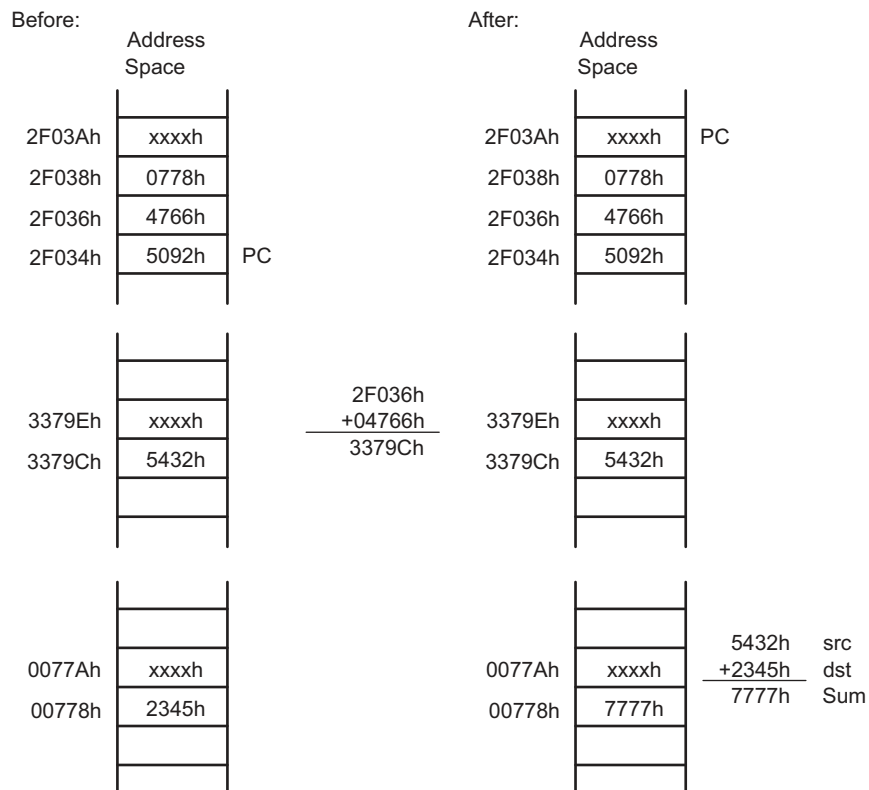 Before:
Address
Space
2F03Ah xxxxh
2F038h 0778h
2F036h 4766h
2F034h 5092h PC
3379Eh xxxxh
3379Ch 5432h
2F036h
+04766h
3379Ch
0077Ah xxxxh
00778h 2345h
After:
Address
Space
2F03Ah xxxxh PC
2F038h 0778h
2F036h 4766h
2F034h 5092h
3379Eh xxxxh
3379Ch 5432h
0077Ah xxxxh
00778h 7777h
5432h src
+2345h dst
7777h Sum